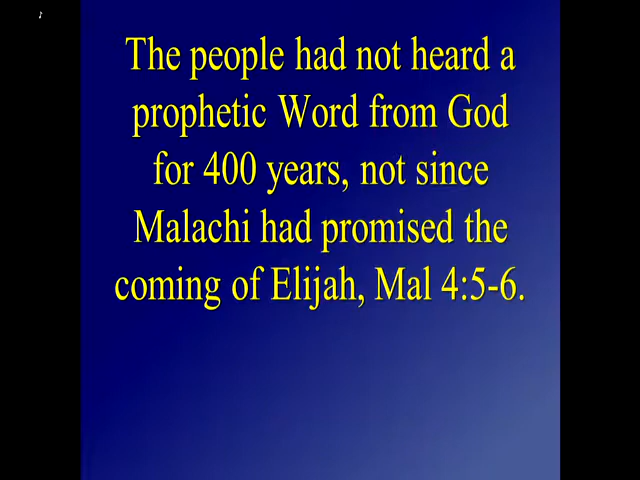 The people had not heard a
prophetic Word from God
for 400 years, not since
Malachi had promised the
coming of Elijah, Mal 4:5-6.